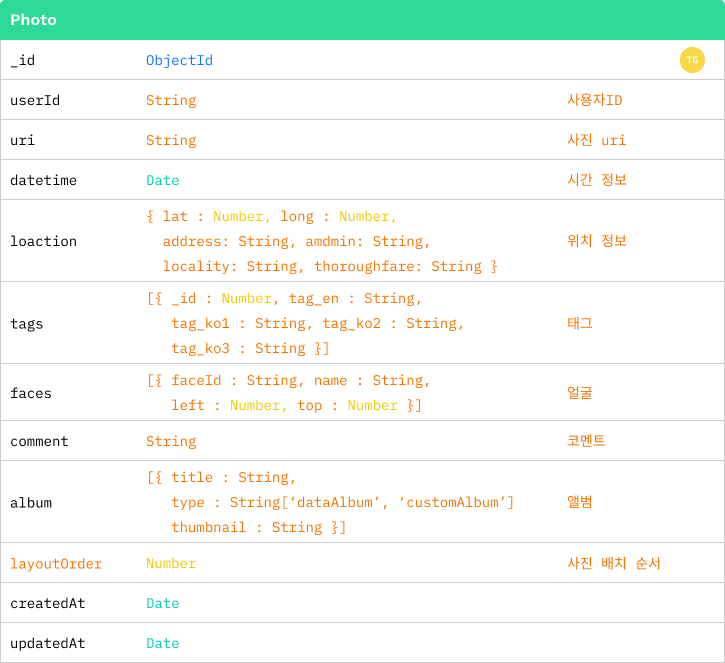 Photo
_id ObjectId TG
userId String 사용자ID
uri String 사진 uri
datetime Date 시간 정보
loaction { lat : Number, long : Number, address: String, amdmin: String, locality: String, thoroughfare: String } 위치 정보
tags [{ _id : Number, tag_en : String, tag_ko1 : String, tag_ko2 : String, tag_ko3 : String }] 태그
faces [{ faceId : String, name : String, left : Number, top : Number }] 얼굴
comment String 코멘트
album [{ title : String, type : String[‘dataAlbum’, ‘customAlbum’] thumbnail : String }] 앨범
layoutOrder Number 사진 배치 순서
createdAt Date
updatedAt Date